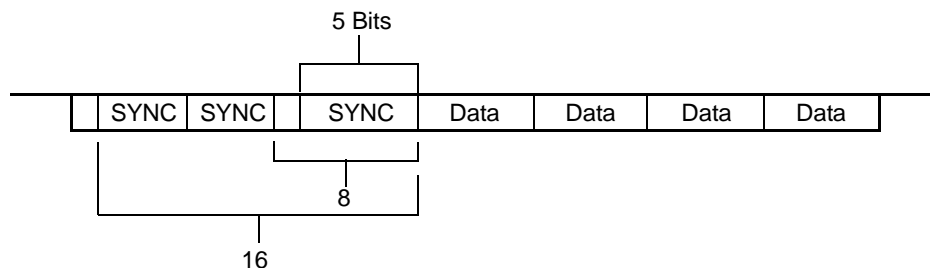 5 Bits
SYNC SYNC SYNC Data Data Data Data
8
16